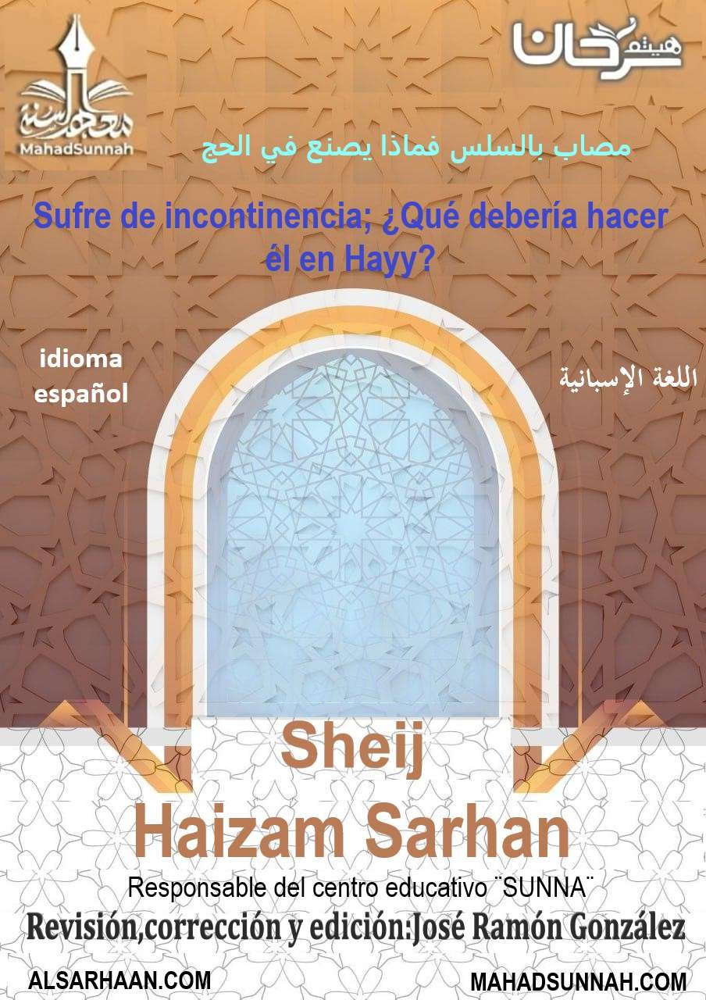 هيثم سرحان
معهد السنة
MahadSunnah
مصاب بالسلس فماذا يصنع في الحج
Sufre de incontinencia; ¿Qué debería hacer
él en Hayy?
idioma
español
اللغة الإسبانية
Sheij
Haizam Sarhan
Responsable del centro educativo ¨SUNNA¨
Revisión,corrección y edición:José Ramón González
ALSARHAAN.COM
MAHADSUNNAH.COM